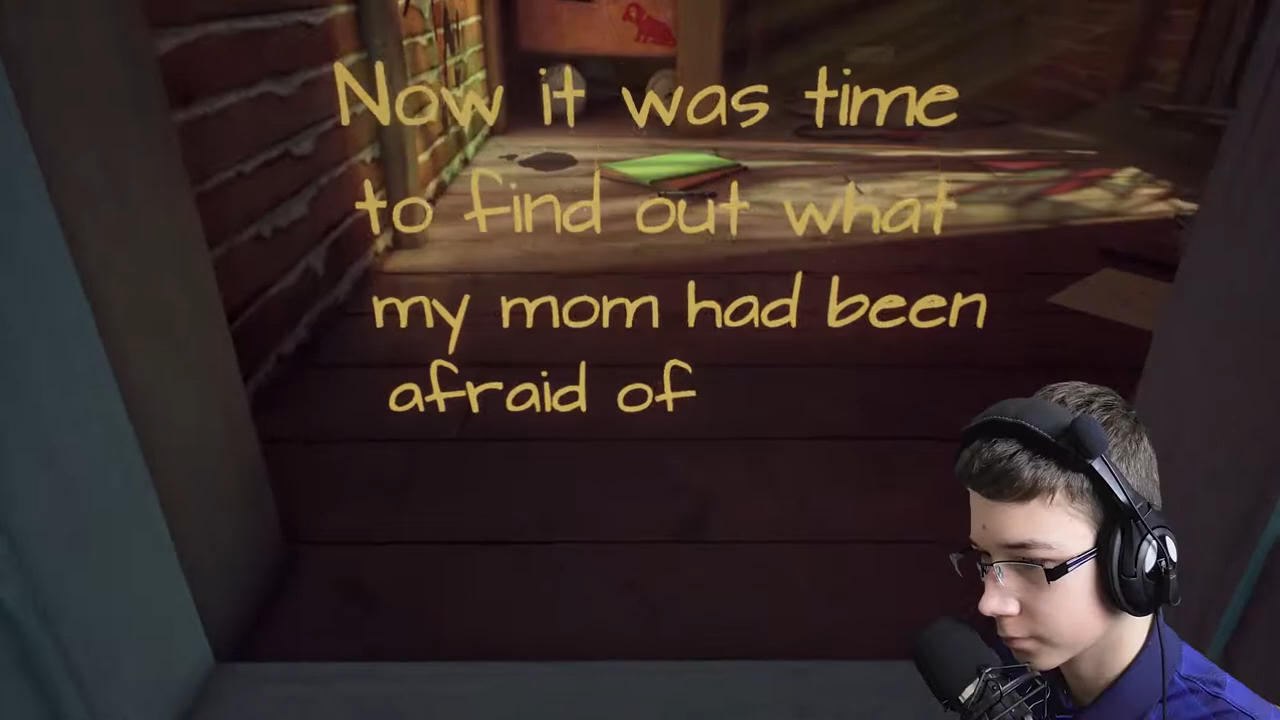 Now it was time
to find out what
my mom had been
afraid of